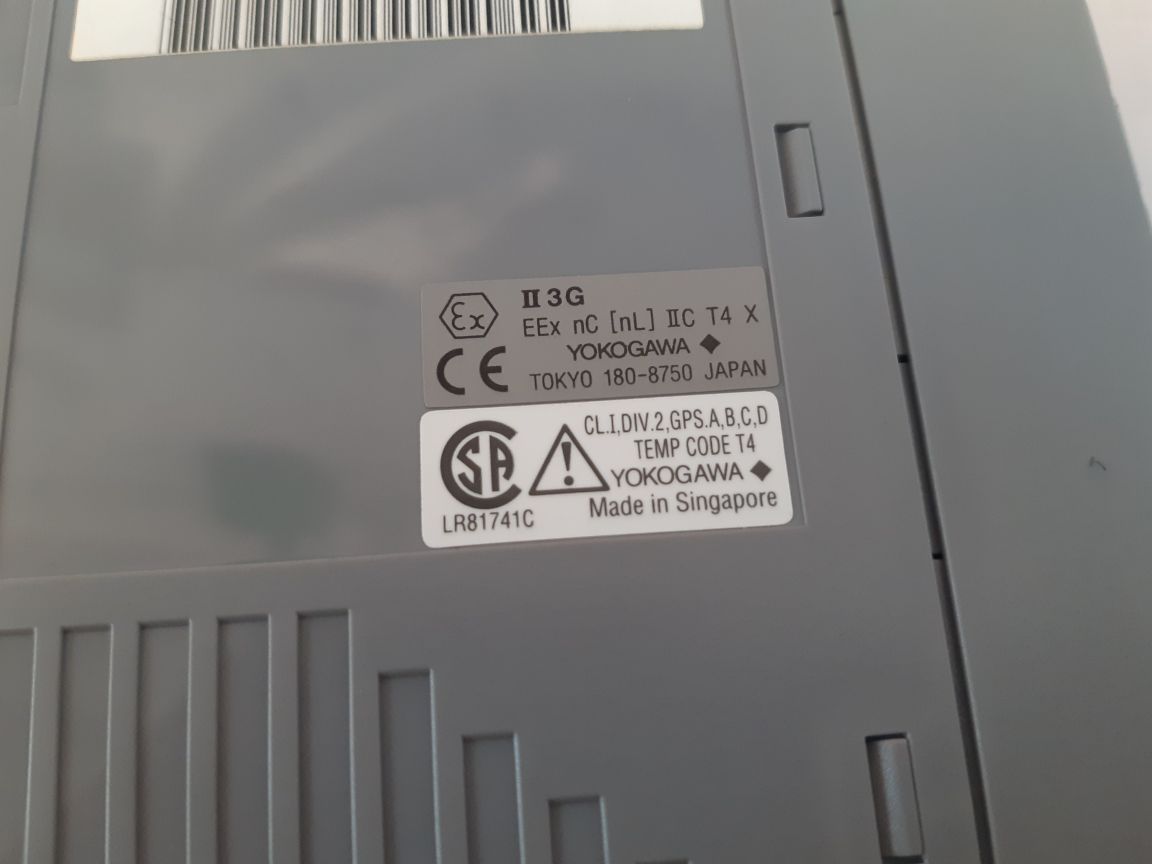 Ex II 3G
EEx nC [nL] IIC T4 X
CE YOKOGAWA
TOKYO 180-8750 JAPAN
CL.I,DIV.2,GPS.A,B,C,D
TEMP CODE T4
CSA YOKOGAWA
LR81741C Made in Singapore